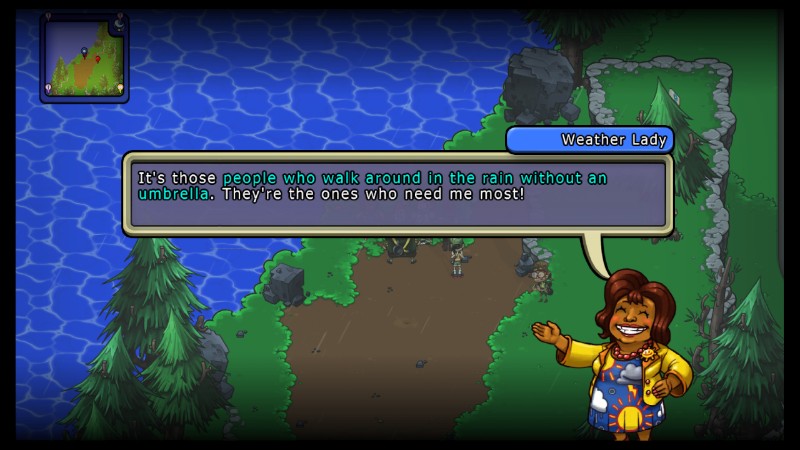 Weather Lady
It's those people who walk around in the rain without an
umbrella. They're the ones who need me most!